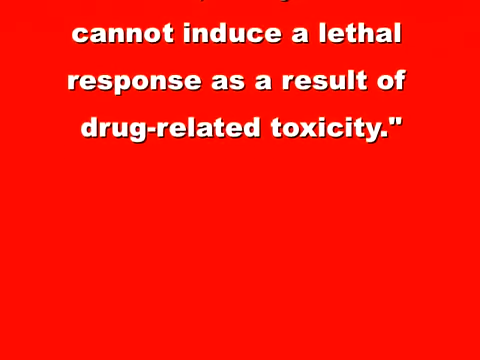 cannot induce a lethal
response as a result of
drug-related toxicity."